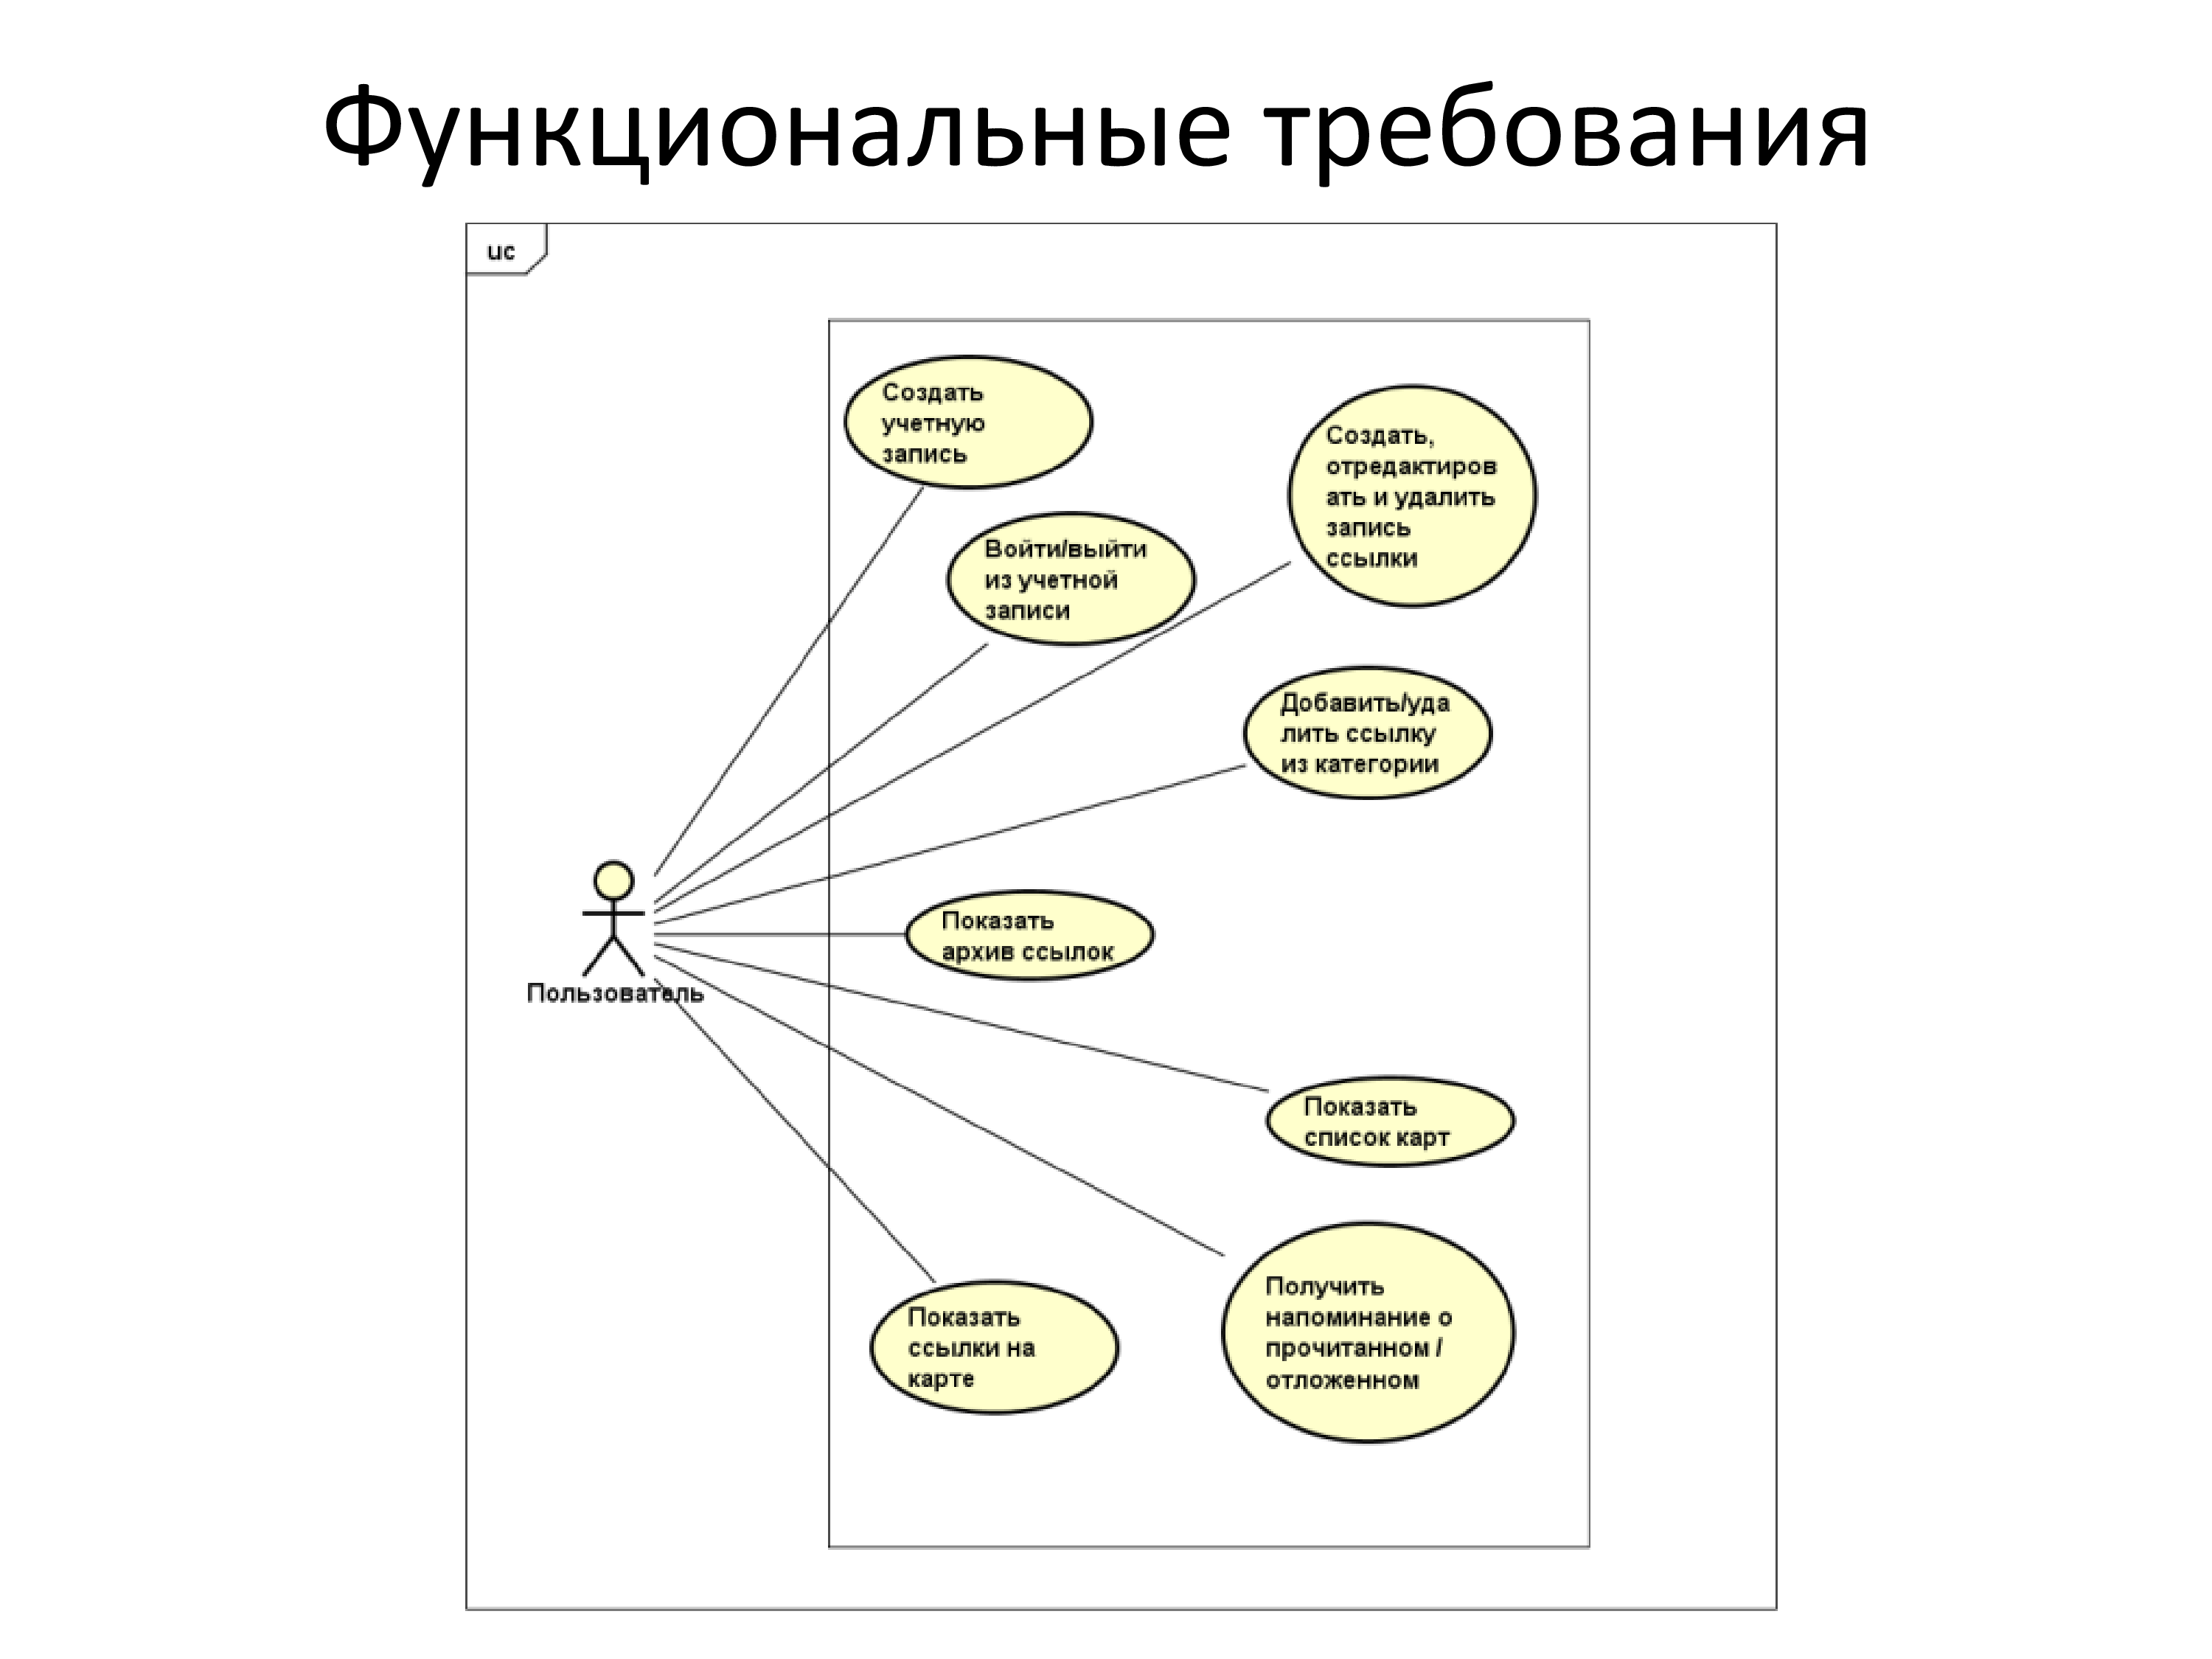 Функциональные требования
uc
Создать
учетную
запись
Создать,
отредактиров
ать и удалить
запись
ссылки
Войти/выйти
из учетной
записи
Добавить/уда
лить ссылку
из категории
Показать
архив ссылок
Пользователь
Показать
список карт
Получить
напоминание о
прочитанном /
отложенном
Показать
ссылки на
карте